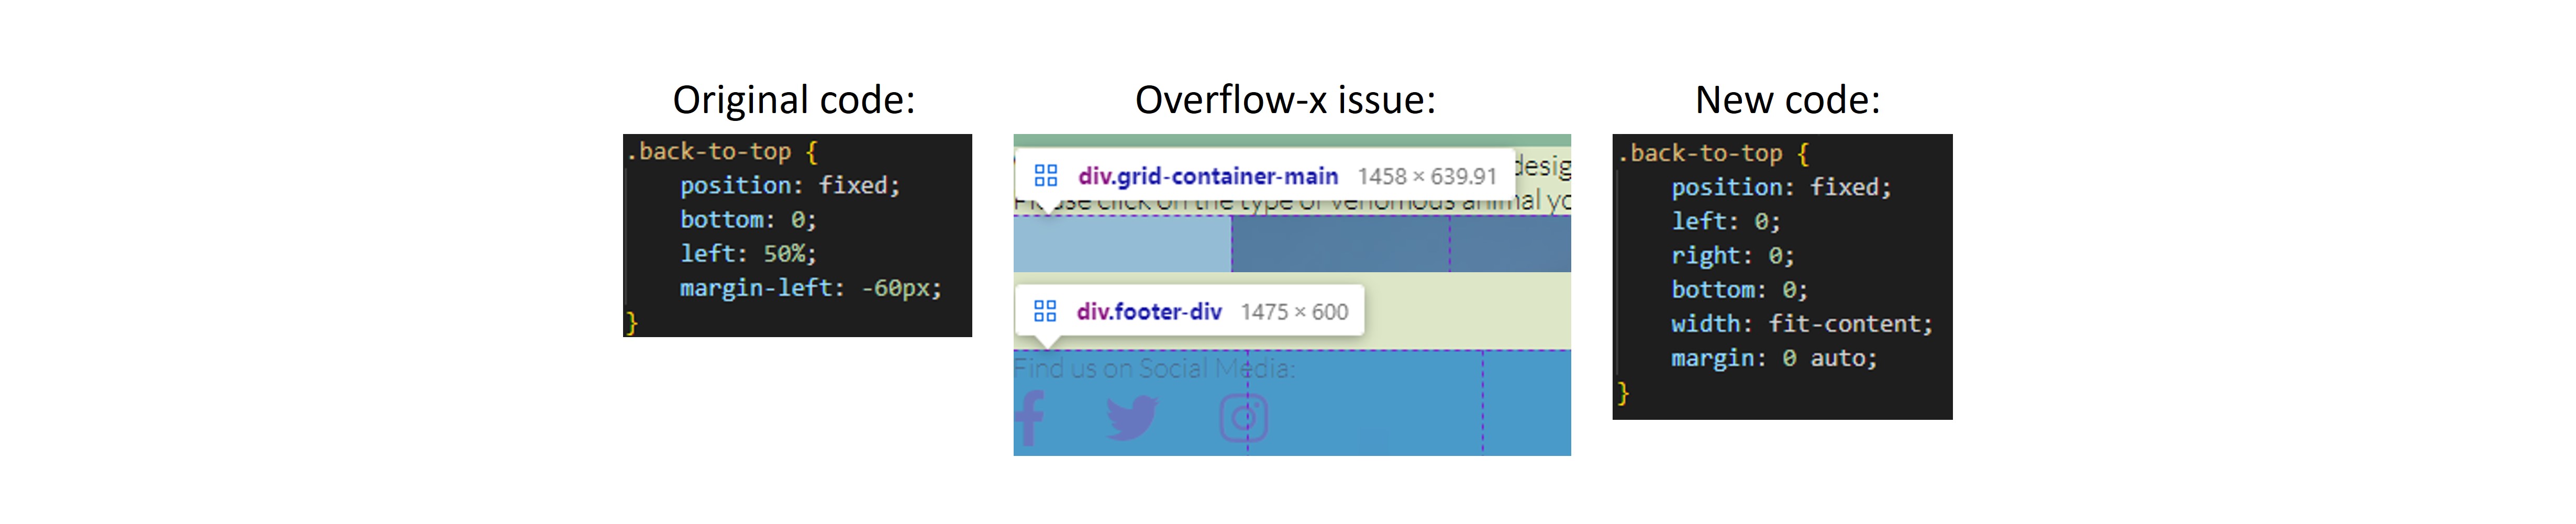 Original code:
.back-to-top {
position: fixed;
bottom: 0;
left: 50%;
margin-left: -60px;
}
Overflow-x issue:
div.grid-container-main 1458 × 639.91
desig
Please click on the type of venomous animal yo
div.footer-div 1475 × 600
Find us on Social Media:
New code:
.back-to-top {
position: fixed;
left: 0;
right: 0;
bottom: 0;
width: fit-content;
margin: 0 auto;
}